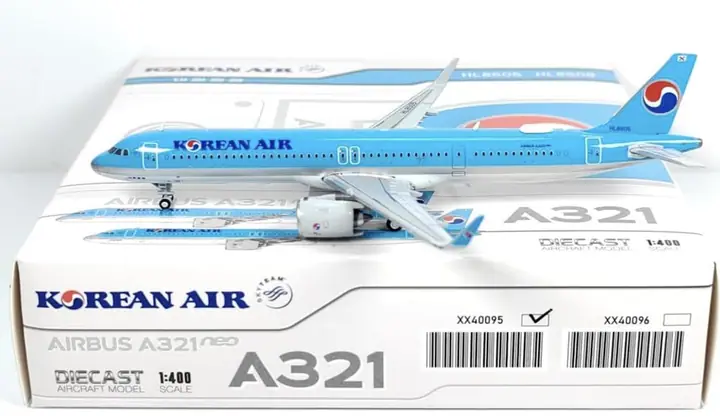 KOREAN AIR
HL8505 HL8508
HL8505
KOREAN AIR
AIRBUS A321
A321
DIECAST
AIRCRAFT MODEL
1:400
SCALE
KOREAN AIR
SKYTEAM
XX40095
XX40096
AIRBUS A321neo
A321
DIECAST
AIRCRAFT MODEL
1:400
SCALE